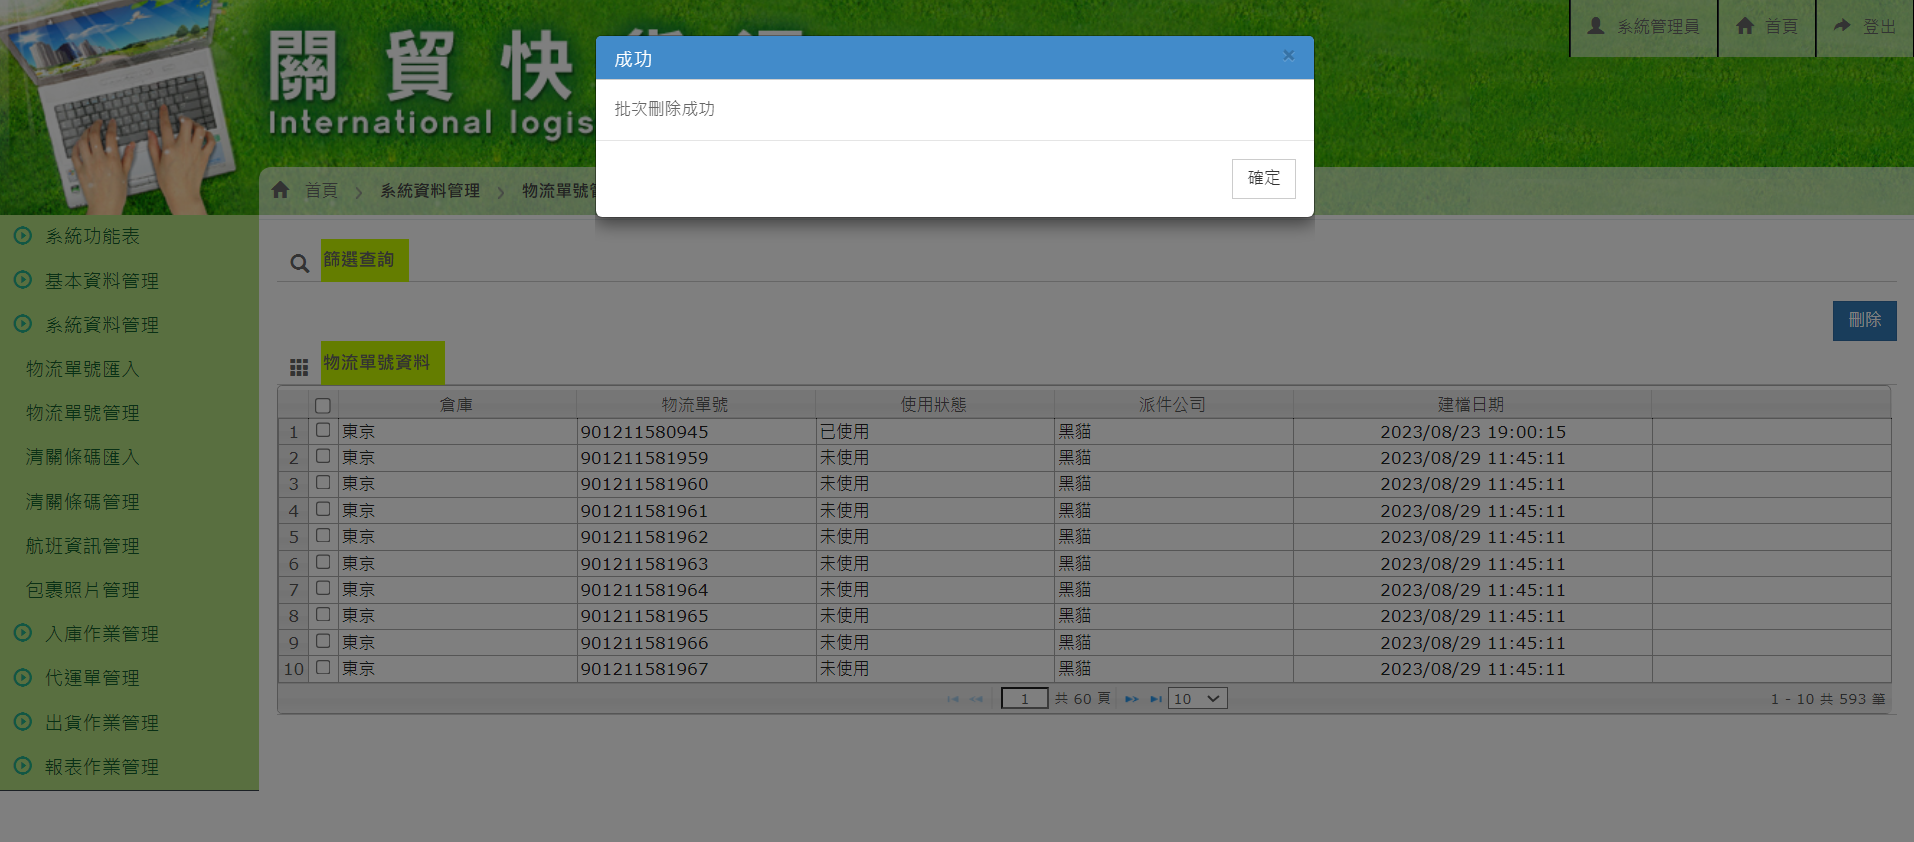 系統管理員
首頁
登出
關貿快
International logis
成功
×
批次刪除成功
確定
首頁
系統資料管理
物流單號
系統功能表
基本資料管理
系統資料管理
物流單號匯入
物流單號管理
清關條碼匯入
清關條碼管理
航班資訊管理
包裹照片管理
入庫作業管理
代運單管理
出貨作業管理
報表作業管理
篩選查詢
刪除
物流單號資料
倉庫 物流單號 使用狀態 派件公司 建檔日期
1 東京 901211580945 已使用 黑貓 2023/08/23 19:00:15
2 東京 901211581959 未使用 黑貓 2023/08/29 11:45:11
3 東京 901211581960 未使用 黑貓 2023/08/29 11:45:11
4 東京 901211581961 未使用 黑貓 2023/08/29 11:45:11
5 東京 901211581962 未使用 黑貓 2023/08/29 11:45:11
6 東京 901211581963 未使用 黑貓 2023/08/29 11:45:11
7 東京 901211581964 未使用 黑貓 2023/08/29 11:45:11
8 東京 901211581965 未使用 黑貓 2023/08/29 11:45:11
9 東京 901211581966 未使用 黑貓 2023/08/29 11:45:11
10 東京 901211581967 未使用 黑貓 2023/08/29 11:45:11
1 共 60 頁 10
1 - 10 共 593 筆